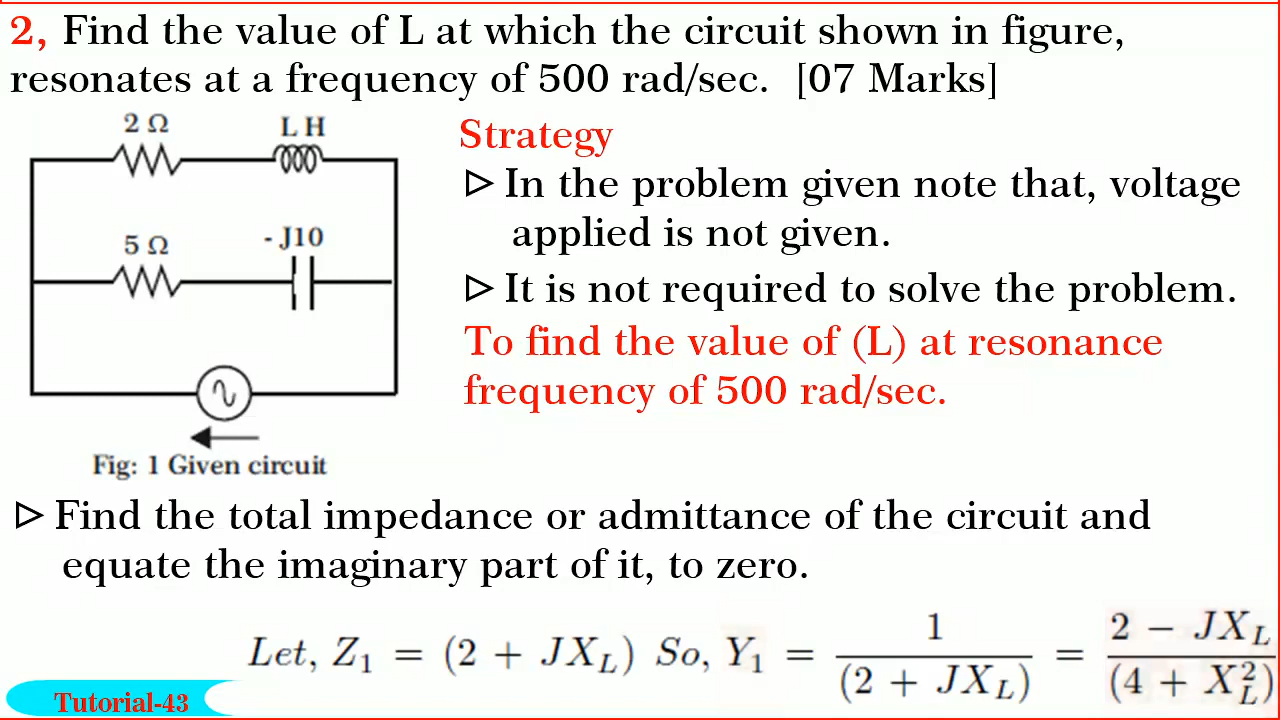 2, Find the value of L at which the circuit shown in figure,
resonates at a frequency of 500 rad/sec. [07 Marks]
2 Ω L H
5 Ω - J10
Fig: 1 Given circuit
Strategy
▷ In the problem given note that, voltage
applied is not given.
▷ It is not required to solve the problem.
To find the value of (L) at resonance
frequency of 500 rad/sec.
▷ Find the total impedance or admittance of the circuit and
equate the imaginary part of it, to zero.
Let, Z₁ = (2 + JX_L) So, Y₁ = 1 / (2 + JX_L) = 2 − JX_L / (4 + X_L²)
Tutorial-43